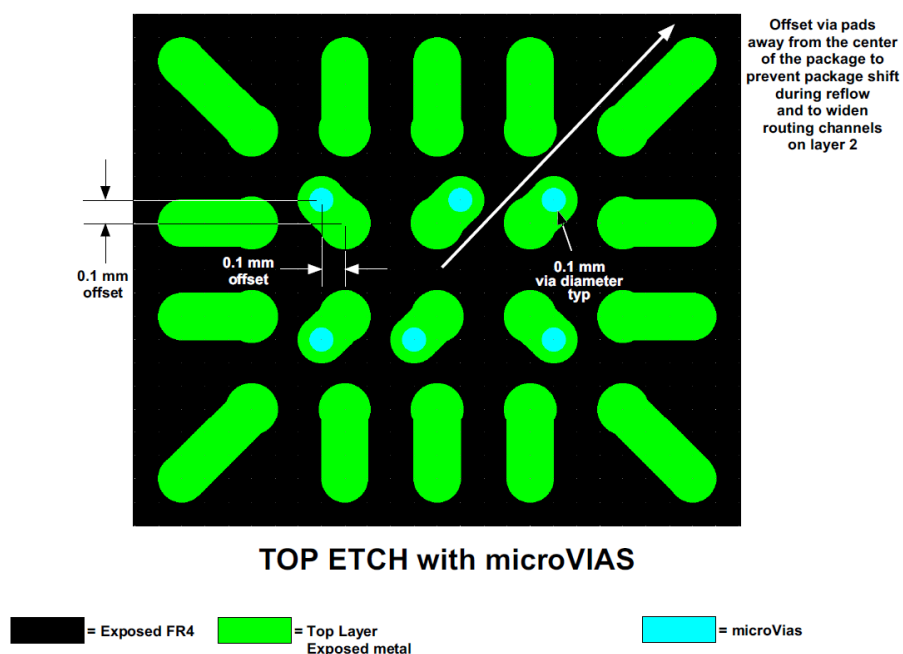 Offset via pads
away from the center
of the package to
prevent package shift
during reflow
and to widen
routing channels
on layer 2
0.1 mm
offset
0.1 mm
offset
0.1 mm
via diameter
typ
TOP ETCH with microVIAS
= Exposed FR4
= Top Layer
Exposed metal
= microVias